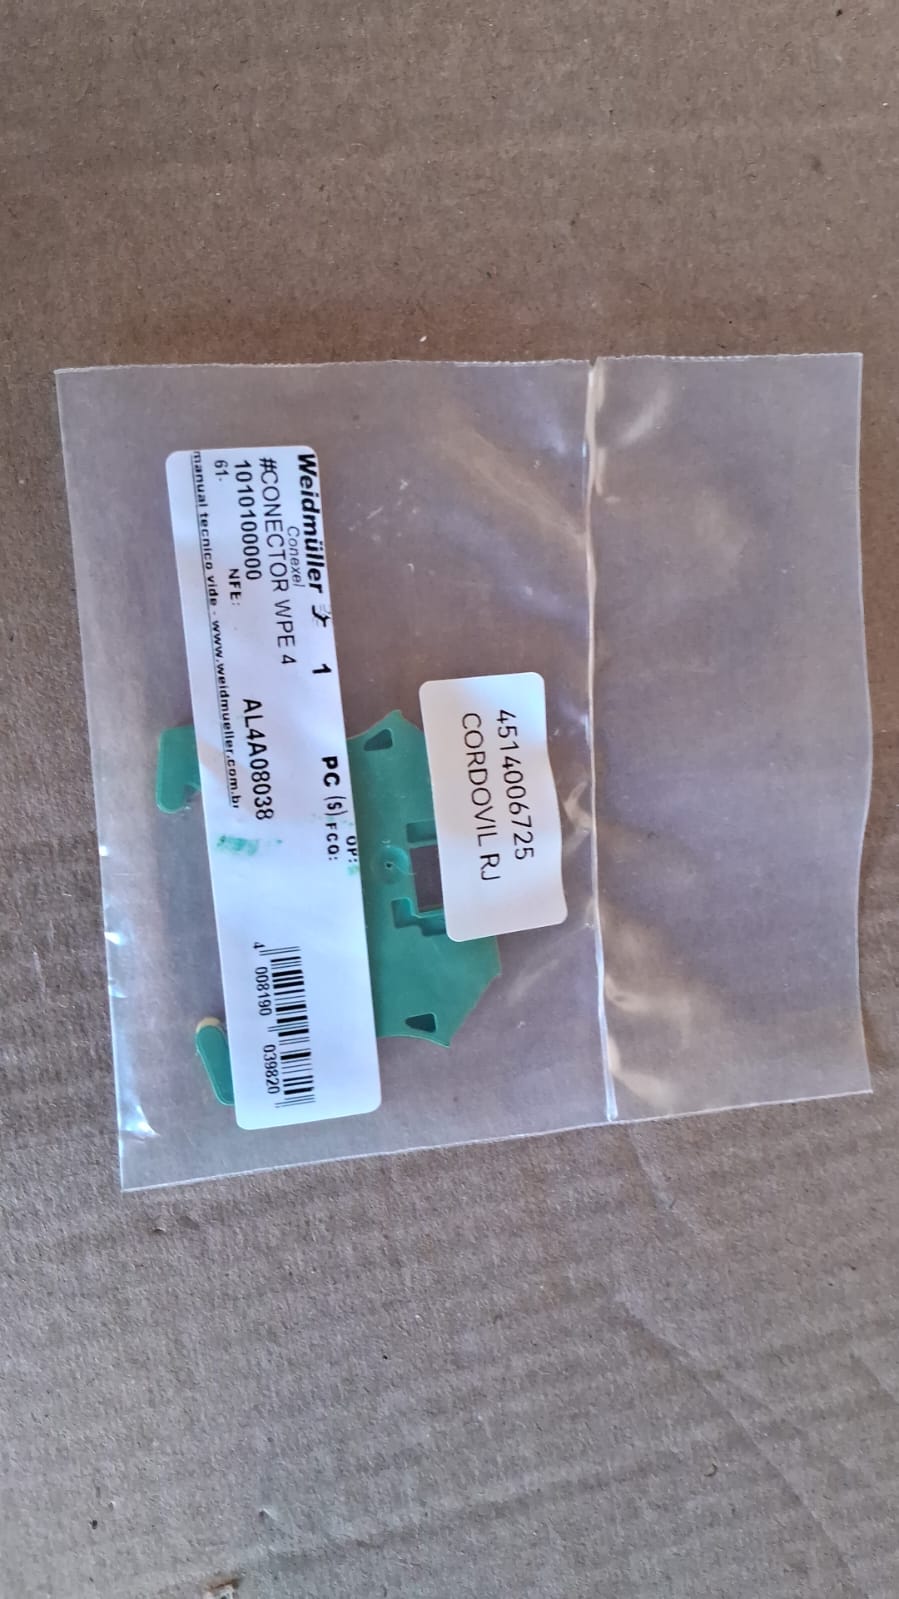 Weidmüller
Conexel
1 PC (s)
OP:
FCQ:
#CONECTOR WPE 4
1010100000
AL4A08038
61-
NFE:
manual tecnico vide - www.weidmueller.com.br
4 008190 039820
4514006725
CORDOVIL RJ